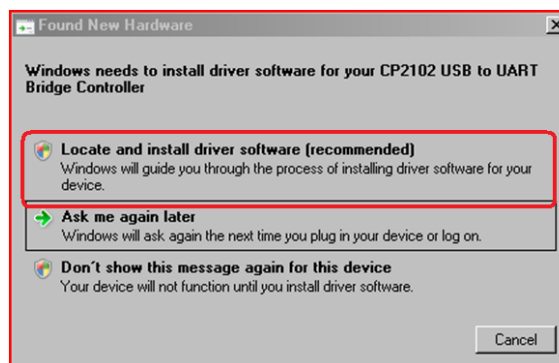 Found New Hardware
Windows needs to install driver software for your CP2102 USB to UART
Bridge Controller
Locate and install driver software (recommended)
Windows will guide you through the process of installing driver software for your
device.
Ask me again later
Windows will ask again the next time you plug in your device or log on.
Don´t show this message again for this device
Your device will not function until you install driver software.
Cancel